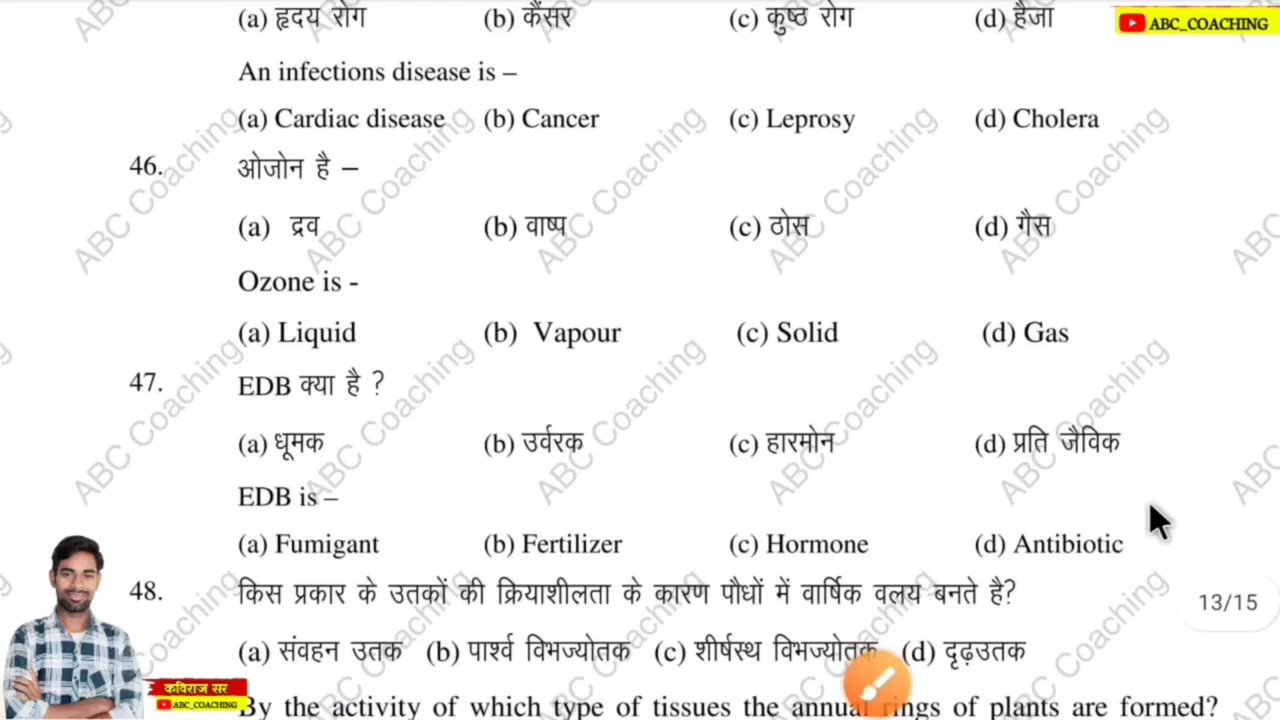 (a) हृदय रोग (b) कैंसर (c) कुष्ठ रोग (d) हैजा
ABC_COACHING
An infections disease is –
(a) Cardiac disease (b) Cancer (c) Leprosy (d) Cholera
46. ओजोन है –
(a) द्रव (b) वाष्प (c) ठोस (d) गैस
Ozone is -
(a) Liquid (b) Vapour (c) Solid (d) Gas
47. EDB क्या है ?
(a) धूमक (b) उर्वरक (c) हारमोन (d) प्रति जैविक
EDB is –
(a) Fumigant (b) Fertilizer (c) Hormone (d) Antibiotic
48. किस प्रकार के उतकों की क्रियाशीलता के कारण पौधों में वार्षिक वलय बनते है?
13/15
(a) संवहन उतक (b) पार्श्व विभज्योतक (c) शीर्षस्थ विभज्योतक (d) दृढ़उतक
कविराज सर
ABC_COACHING
By the activity of which type of tissues the annual rings of plants are formed?
ABC Coaching